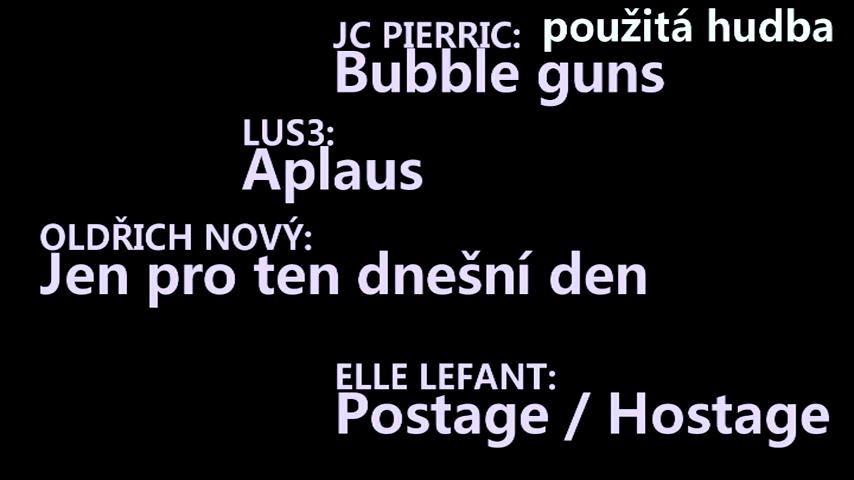 JC PIERRIC: použitá hudba
Bubble guns
LUS3:
Aplaus
OLDŘICH NOVÝ:
Jen pro ten dnešní den
ELLE LEFANT:
Postage / Hostage